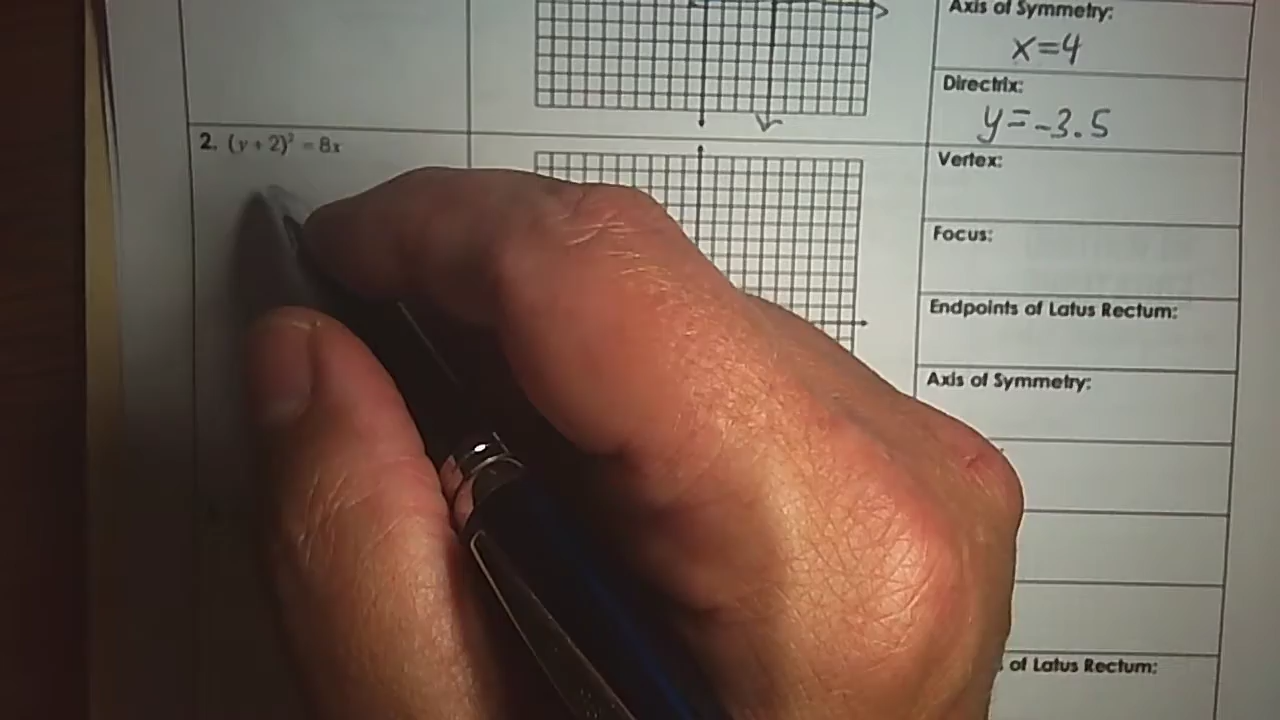 Axis of Symmetry:
x=4
Directrix:
y=-3.5
2. (y + 2)² = 8x
Vertex:
Focus:
Endpoints of Latus Rectum:
Axis of Symmetry:
of Latus Rectum: